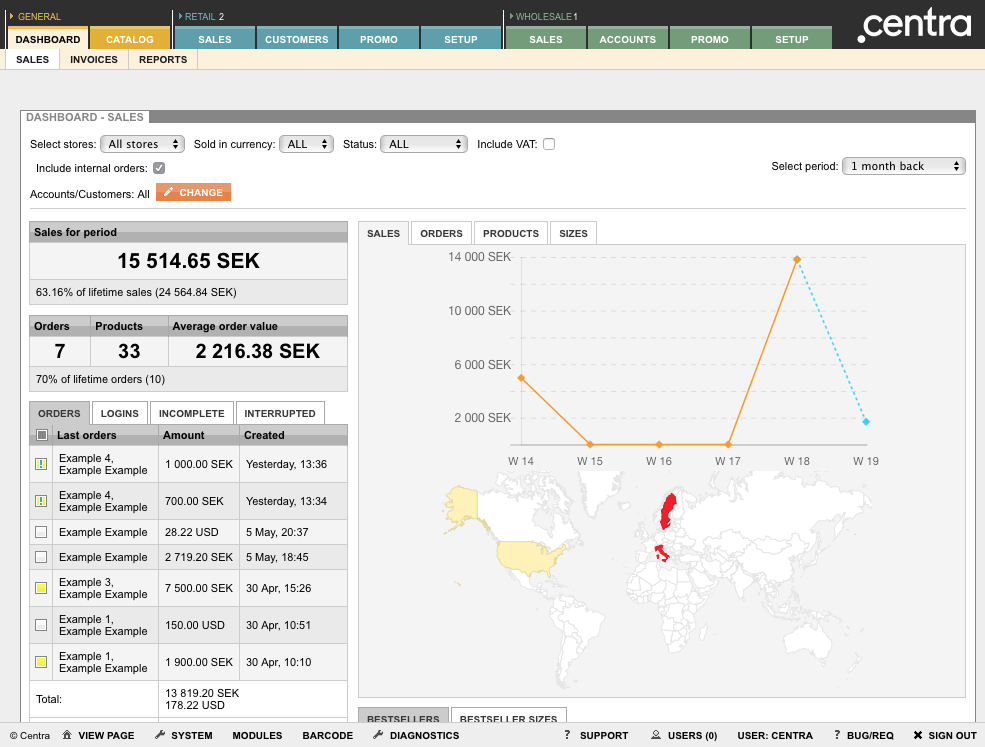 GENERAL
RETAIL 2
WHOLESALE 1
.centra
DASHBOARD CATALOG SALES CUSTOMERS PROMO SETUP SALES ACCOUNTS PROMO SETUP
SALES INVOICES REPORTS
DASHBOARD - SALES
Select stores: All stores Sold in currency: ALL Status: ALL Include VAT:
Include internal orders:
Select period: 1 month back
Accounts/Customers: All CHANGE
Sales for period
15 514.65 SEK
63.16% of lifetime sales (24 564.84 SEK)
Orders Products Average order value
7 33 2 216.38 SEK
70% of lifetime orders (10)
ORDERS LOGINS INCOMPLETE INTERRUPTED
Last orders Amount Created
Example 4,
Example Example 1 000.00 SEK Yesterday, 13:36
Example 4,
Example Example 700.00 SEK Yesterday, 13:34
Example Example 28.22 USD 5 May, 20:37
Example Example 2 719.20 SEK 5 May, 18:45
Example 3,
Example Example 7 500.00 SEK 30 Apr, 15:26
Example 1,
Example Example 150.00 USD 30 Apr, 10:51
Example 1,
Example Example 1 900.00 SEK 30 Apr, 10:10
Total: 13 819.20 SEK
178.22 USD
SALES ORDERS PRODUCTS SIZES
14 000 SEK
10 000 SEK
6 000 SEK
2 000 SEK
W 14 W 15 W 16 W 17 W 18 W 19
BESTSELLERS BESTSELLER SIZES
© Centra VIEW PAGE SYSTEM MODULES BARCODE DIAGNOSTICS ? SUPPORT USERS (0) USER: CENTRA ? BUG/REQ SIGN OUT